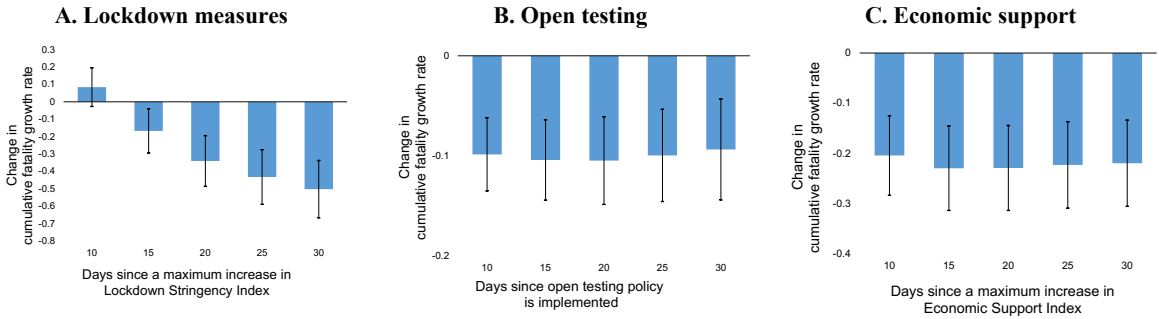 A. Lockdown measures
Change in
cumulative fatality growth rate
0.3
0.2
0.1
0
-0.1
-0.2
-0.3
-0.4
-0.5
-0.6
-0.7
-0.8
10 15 20 25 30
Days since a maximum increase in
Lockdown Stringency Index
B. Open testing
Change in
cumulative fatality growth rate
0
-0.1
-0.2
10 15 20 25 30
Days since open testing policy
is implemented
C. Economic support
Change in
cumulative fatality growth rate
0
-0.1
-0.2
-0.3
-0.4
10 15 20 25 30
Days since a maximum increase in
Economic Support Index